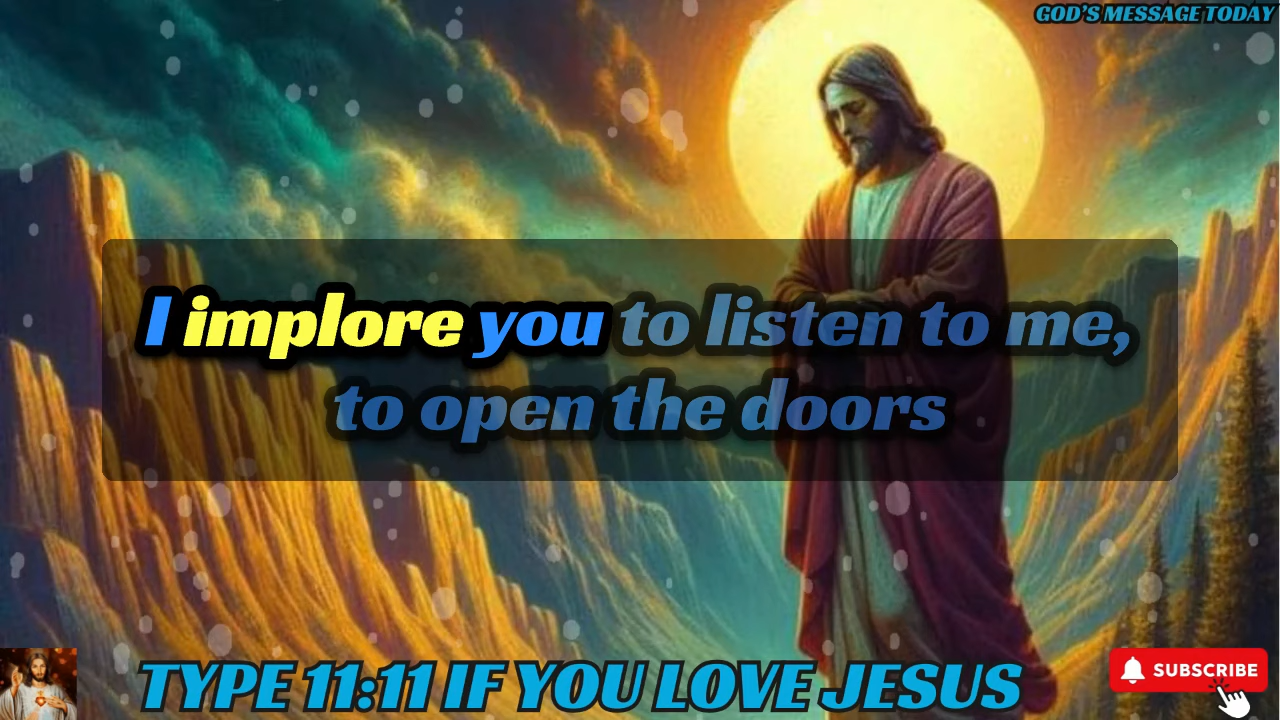 GOD'S MESSAGE TODAY
I implore you to listen to me,
to open the doors
TYPE 11:11 IF YOU LOVE JESUS
SUBSCRIBE